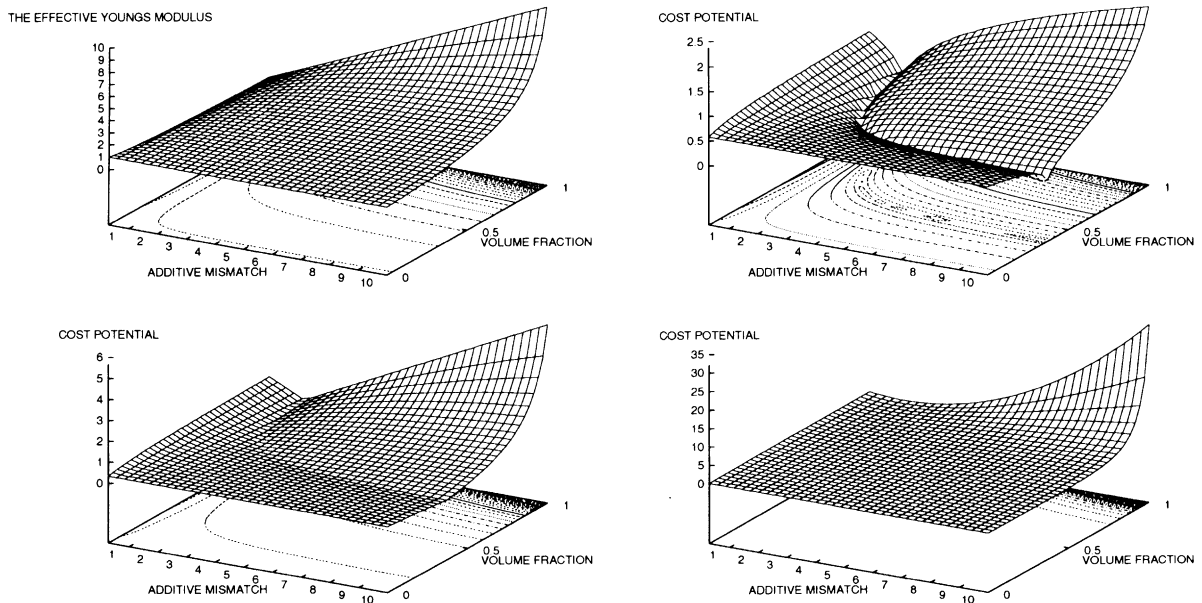 THE EFFECTIVE YOUNGS MODULUS
10
9
8
7
6
5
4
3
2
1
0
1
0.5
VOLUME FRACTION
1 2 3 4 5 6 7 8 9 10 0
ADDITIVE MISMATCH
COST POTENTIAL
2.5
2
1.5
1
0.5
0
1
0.5
VOLUME FRACTION
1 2 3 4 5 6 7 8 9 10 0
ADDITIVE MISMATCH
COST POTENTIAL
6
5
4
3
2
1
0
1
0.5
VOLUME FRACTION
1 2 3 4 5 6 7 8 9 10 0
ADDITIVE MISMATCH
COST POTENTIAL
35
30
25
20
15
10
5
0
1
0.5
VOLUME FRACTION
1 2 3 4 5 6 7 8 9 10 0
ADDITIVE MISMATCH